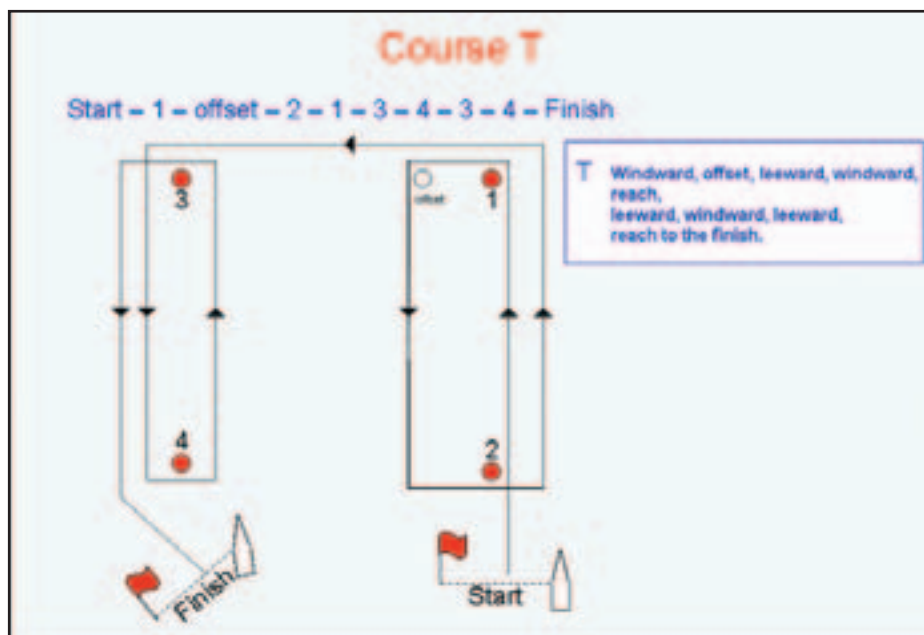 Course T
Start – 1 – offset – 2 – 1 – 3 – 4 – 3 – 4 – Finish
T Windward, offset, leeward, windward,
reach,
leeward, windward, leeward,
reach to the finish.
3
offset
1
4
2
Finish
Start